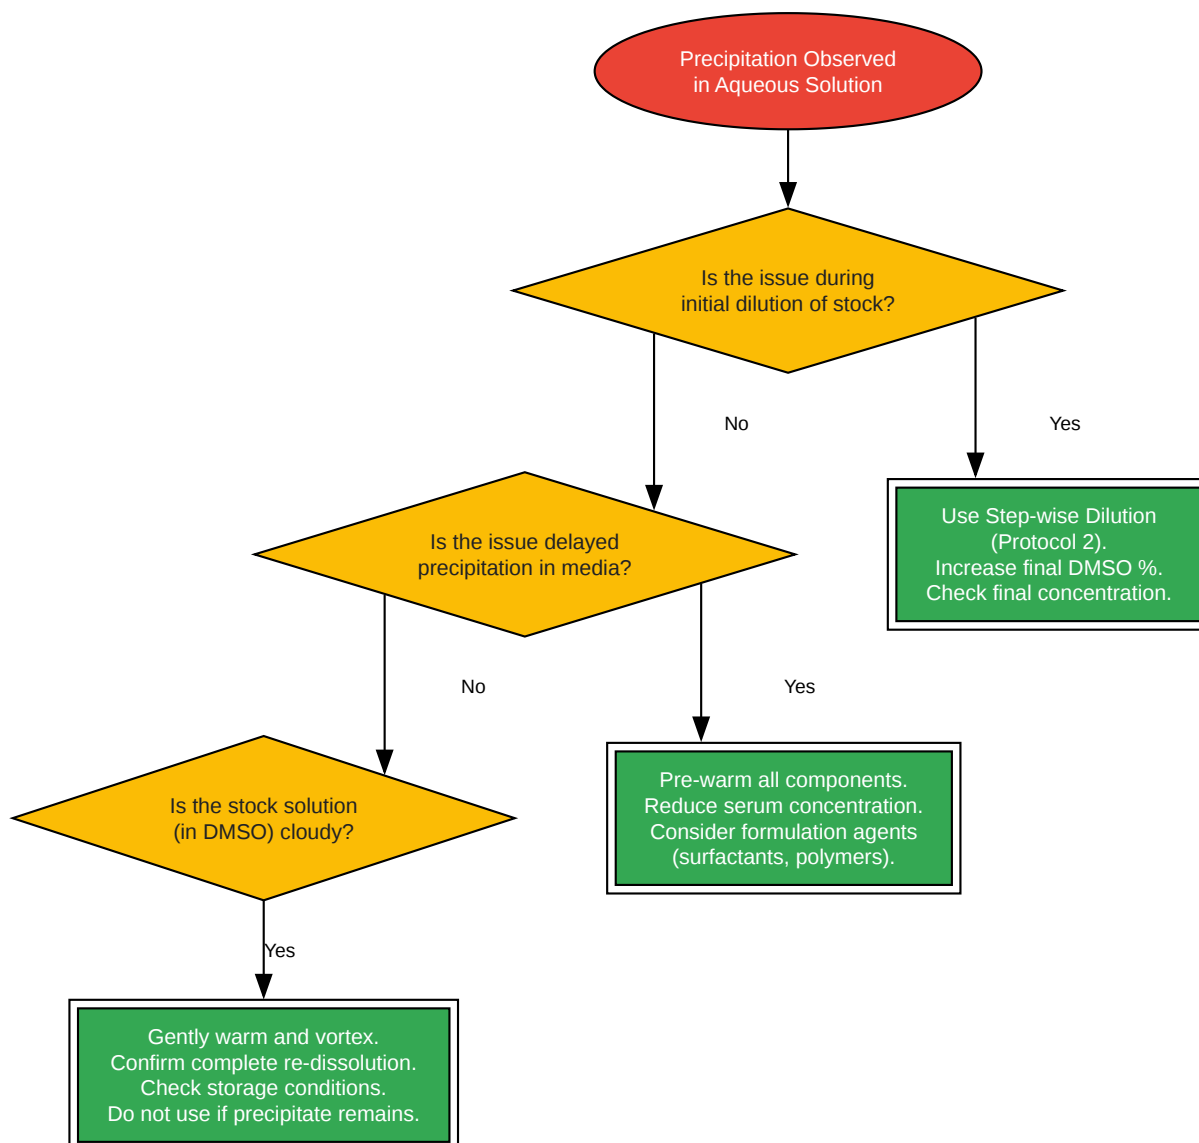 Precipitation Observed
in Aqueous Solution
Is the issue during
initial dilution of stock?
No
Yes
Use Step-wise Dilution
(Protocol 2).
Increase final DMSO %.
Check final concentration.
Is the issue delayed
precipitation in media?
No
Yes
Pre-warm all components.
Reduce serum concentration.
Consider formulation agents
(surfactants, polymers).
Is the stock solution
(in DMSO) cloudy?
Yes
Gently warm and vortex.
Confirm complete re-dissolution.
Check storage conditions.
Do not use if precipitate remains.